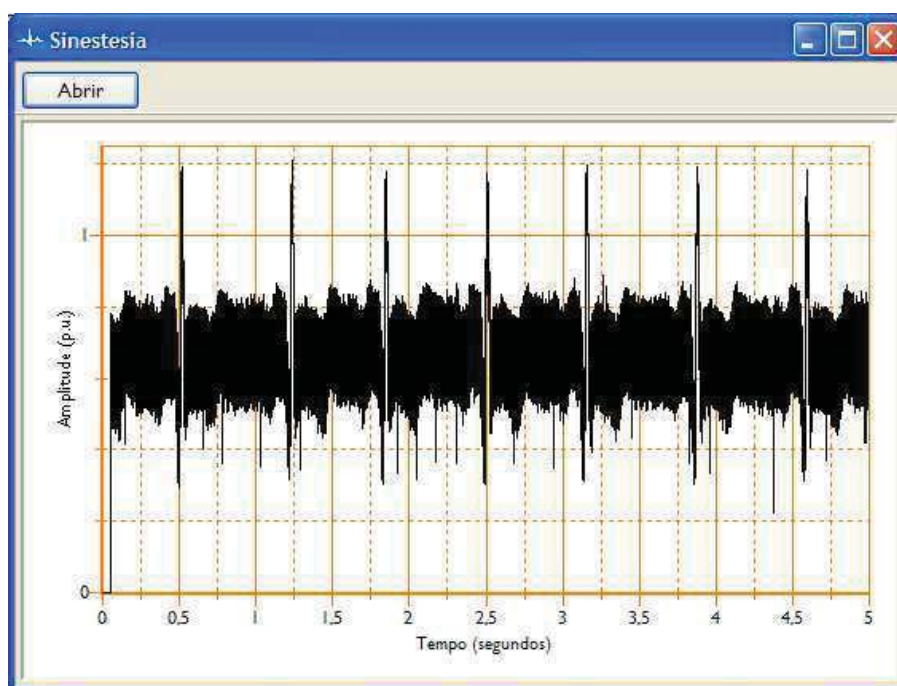 Sinestesia
Abrir
1
Amplitude (p.u.)
0
0 0,5 1 1,5 2 2,5 3 3,5 4 4,5 5
Tempo (segundos)